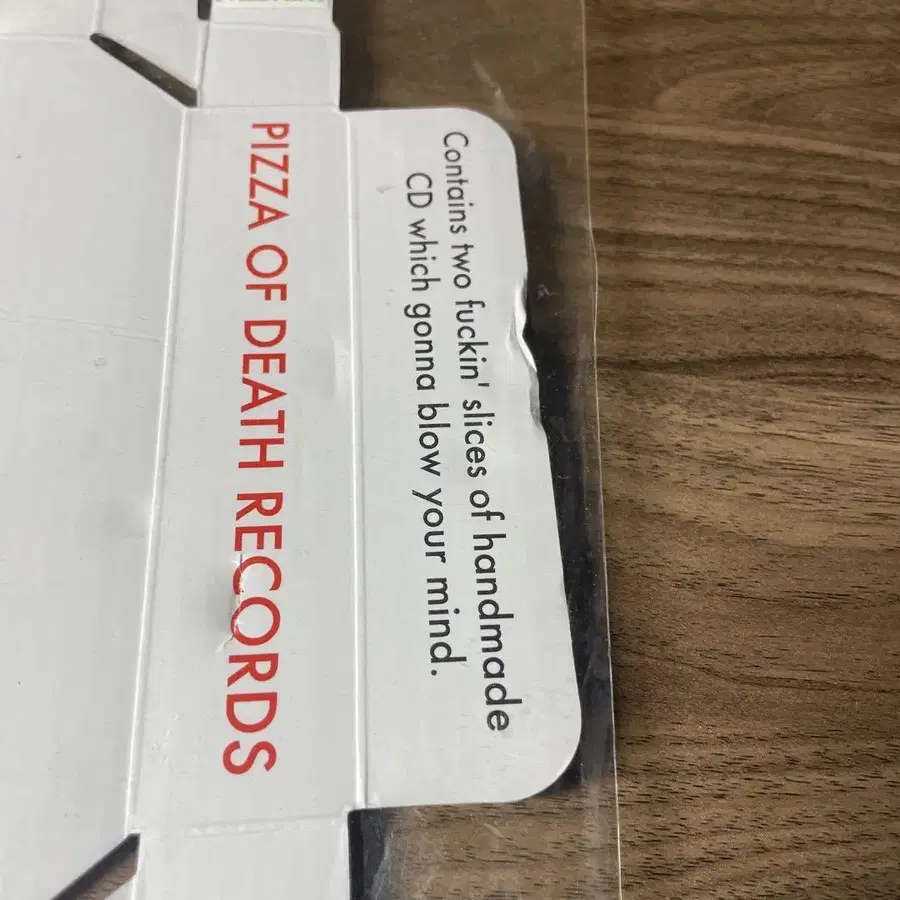 Contains two fuckin' slices of handmade
CD which gonna blow your mind.
PIZZA OF DEATH RECORDS